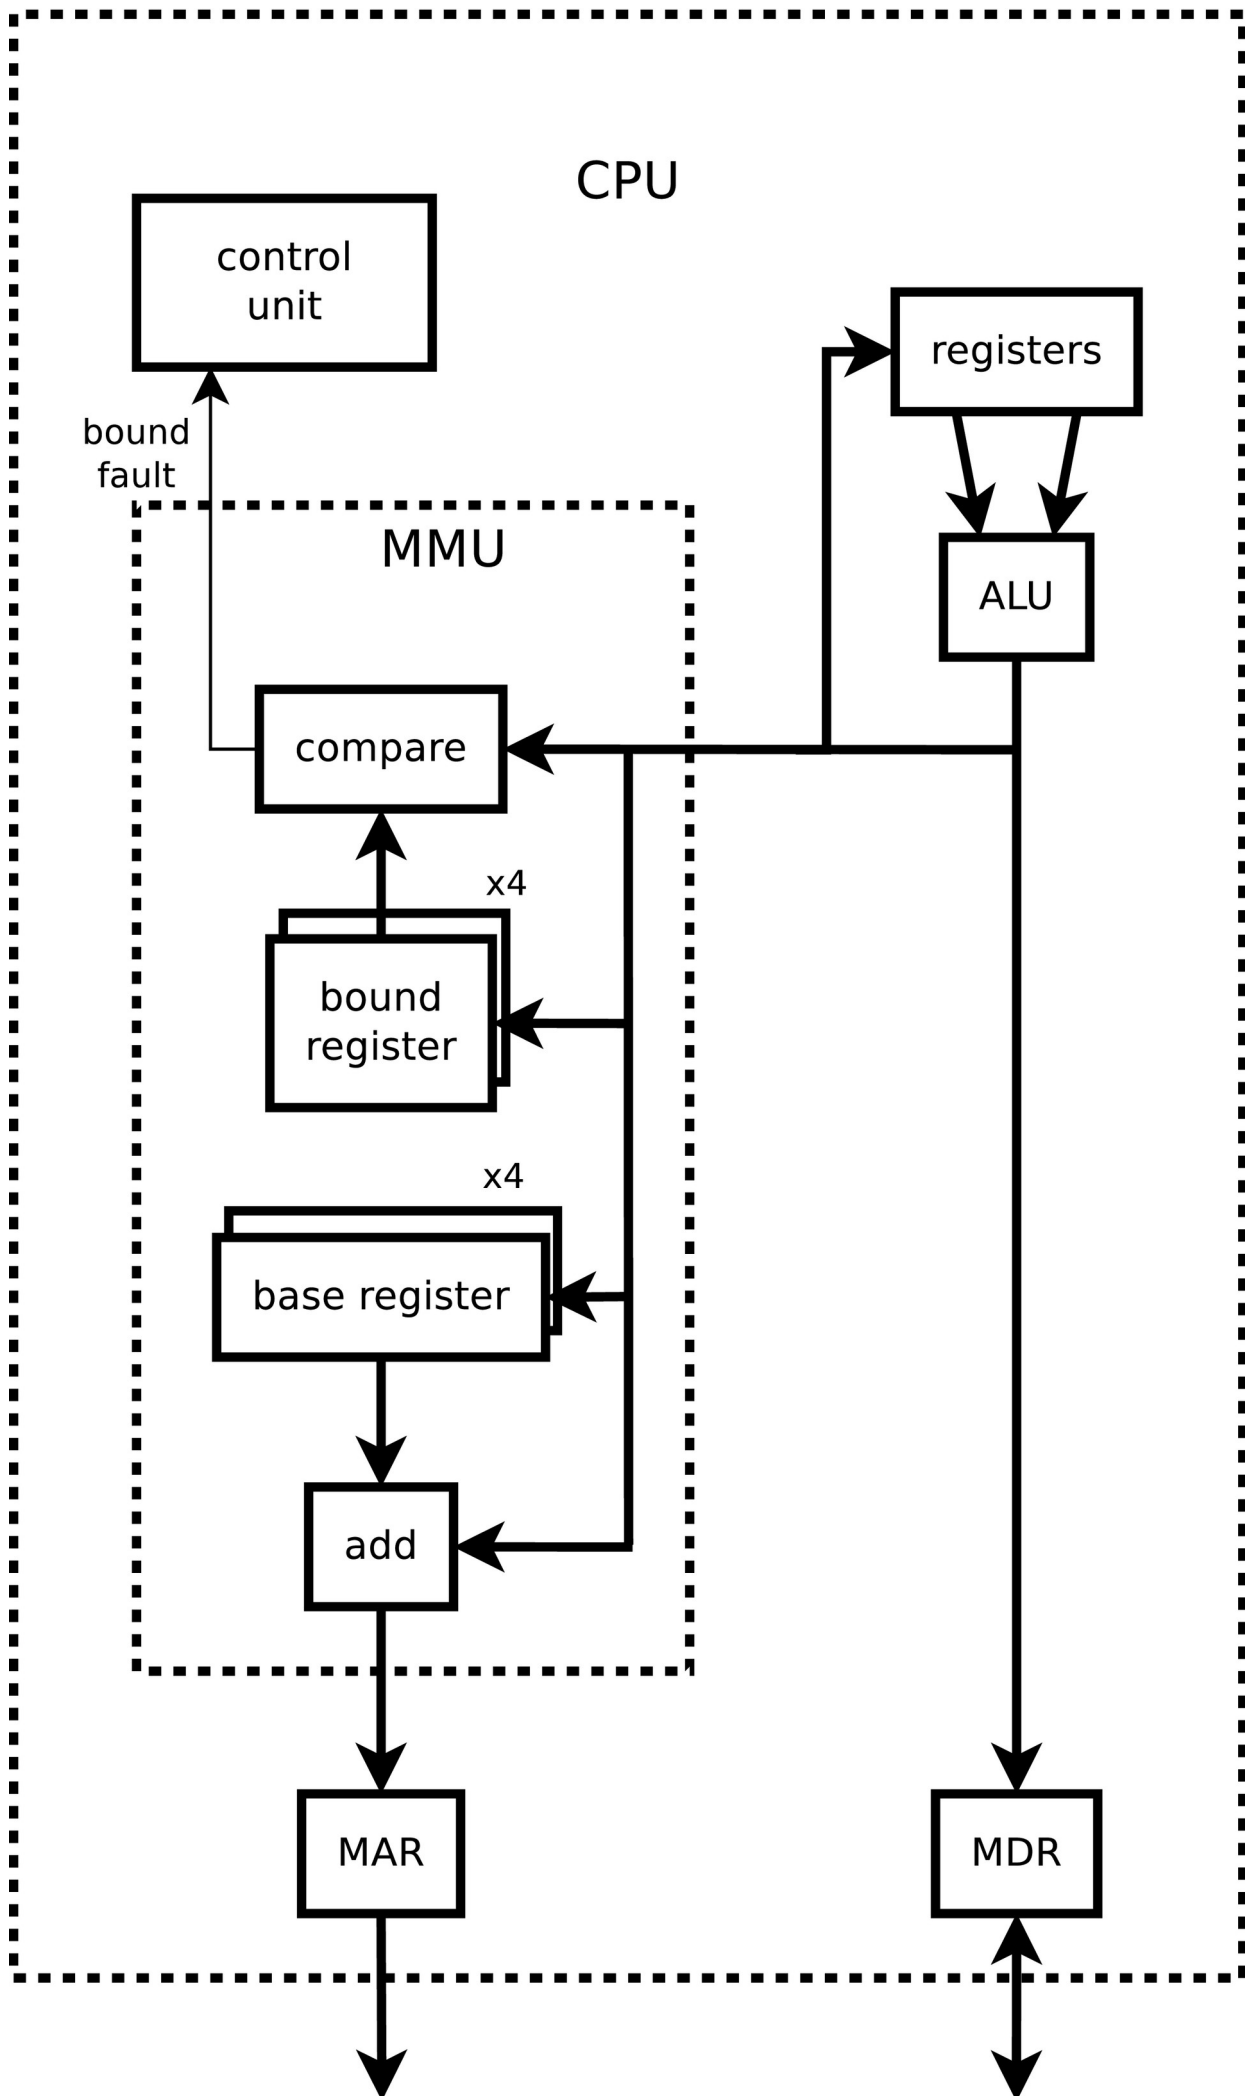 CPU
control
unit
registers
bound
fault
MMU
ALU
compare
x4
bound
register
x4
base register
add
MAR
MDR